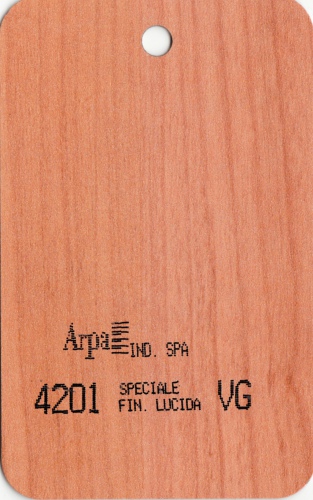 Arpa IND. SPA
4201 SPECIALE FIN. LUCIDA VG